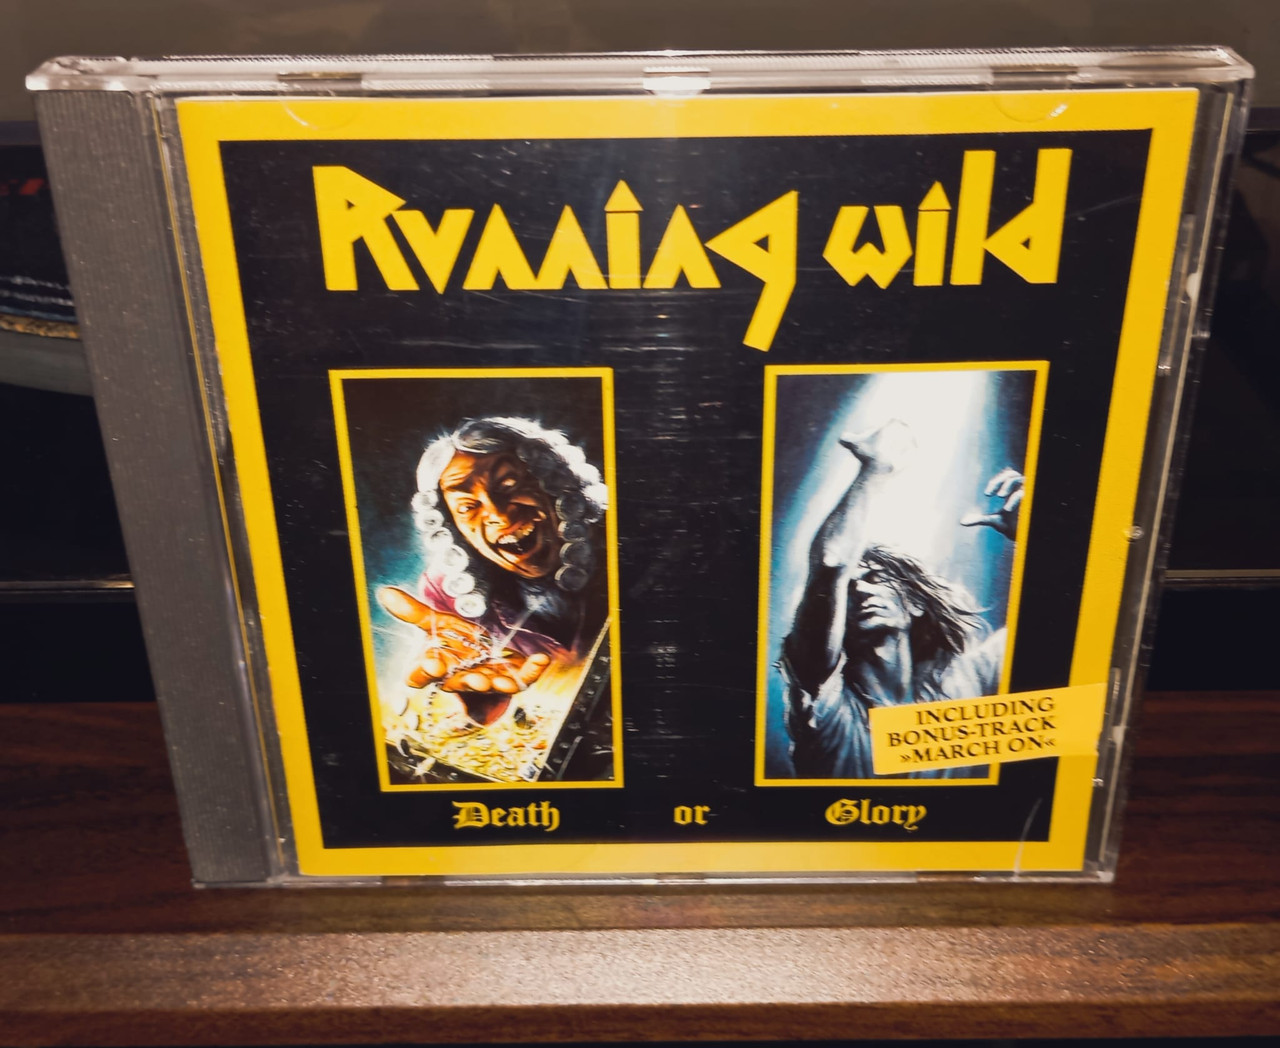 Running wild
INCLUDING
BONUS-TRACK
»MARCH ON«
Death or Glory